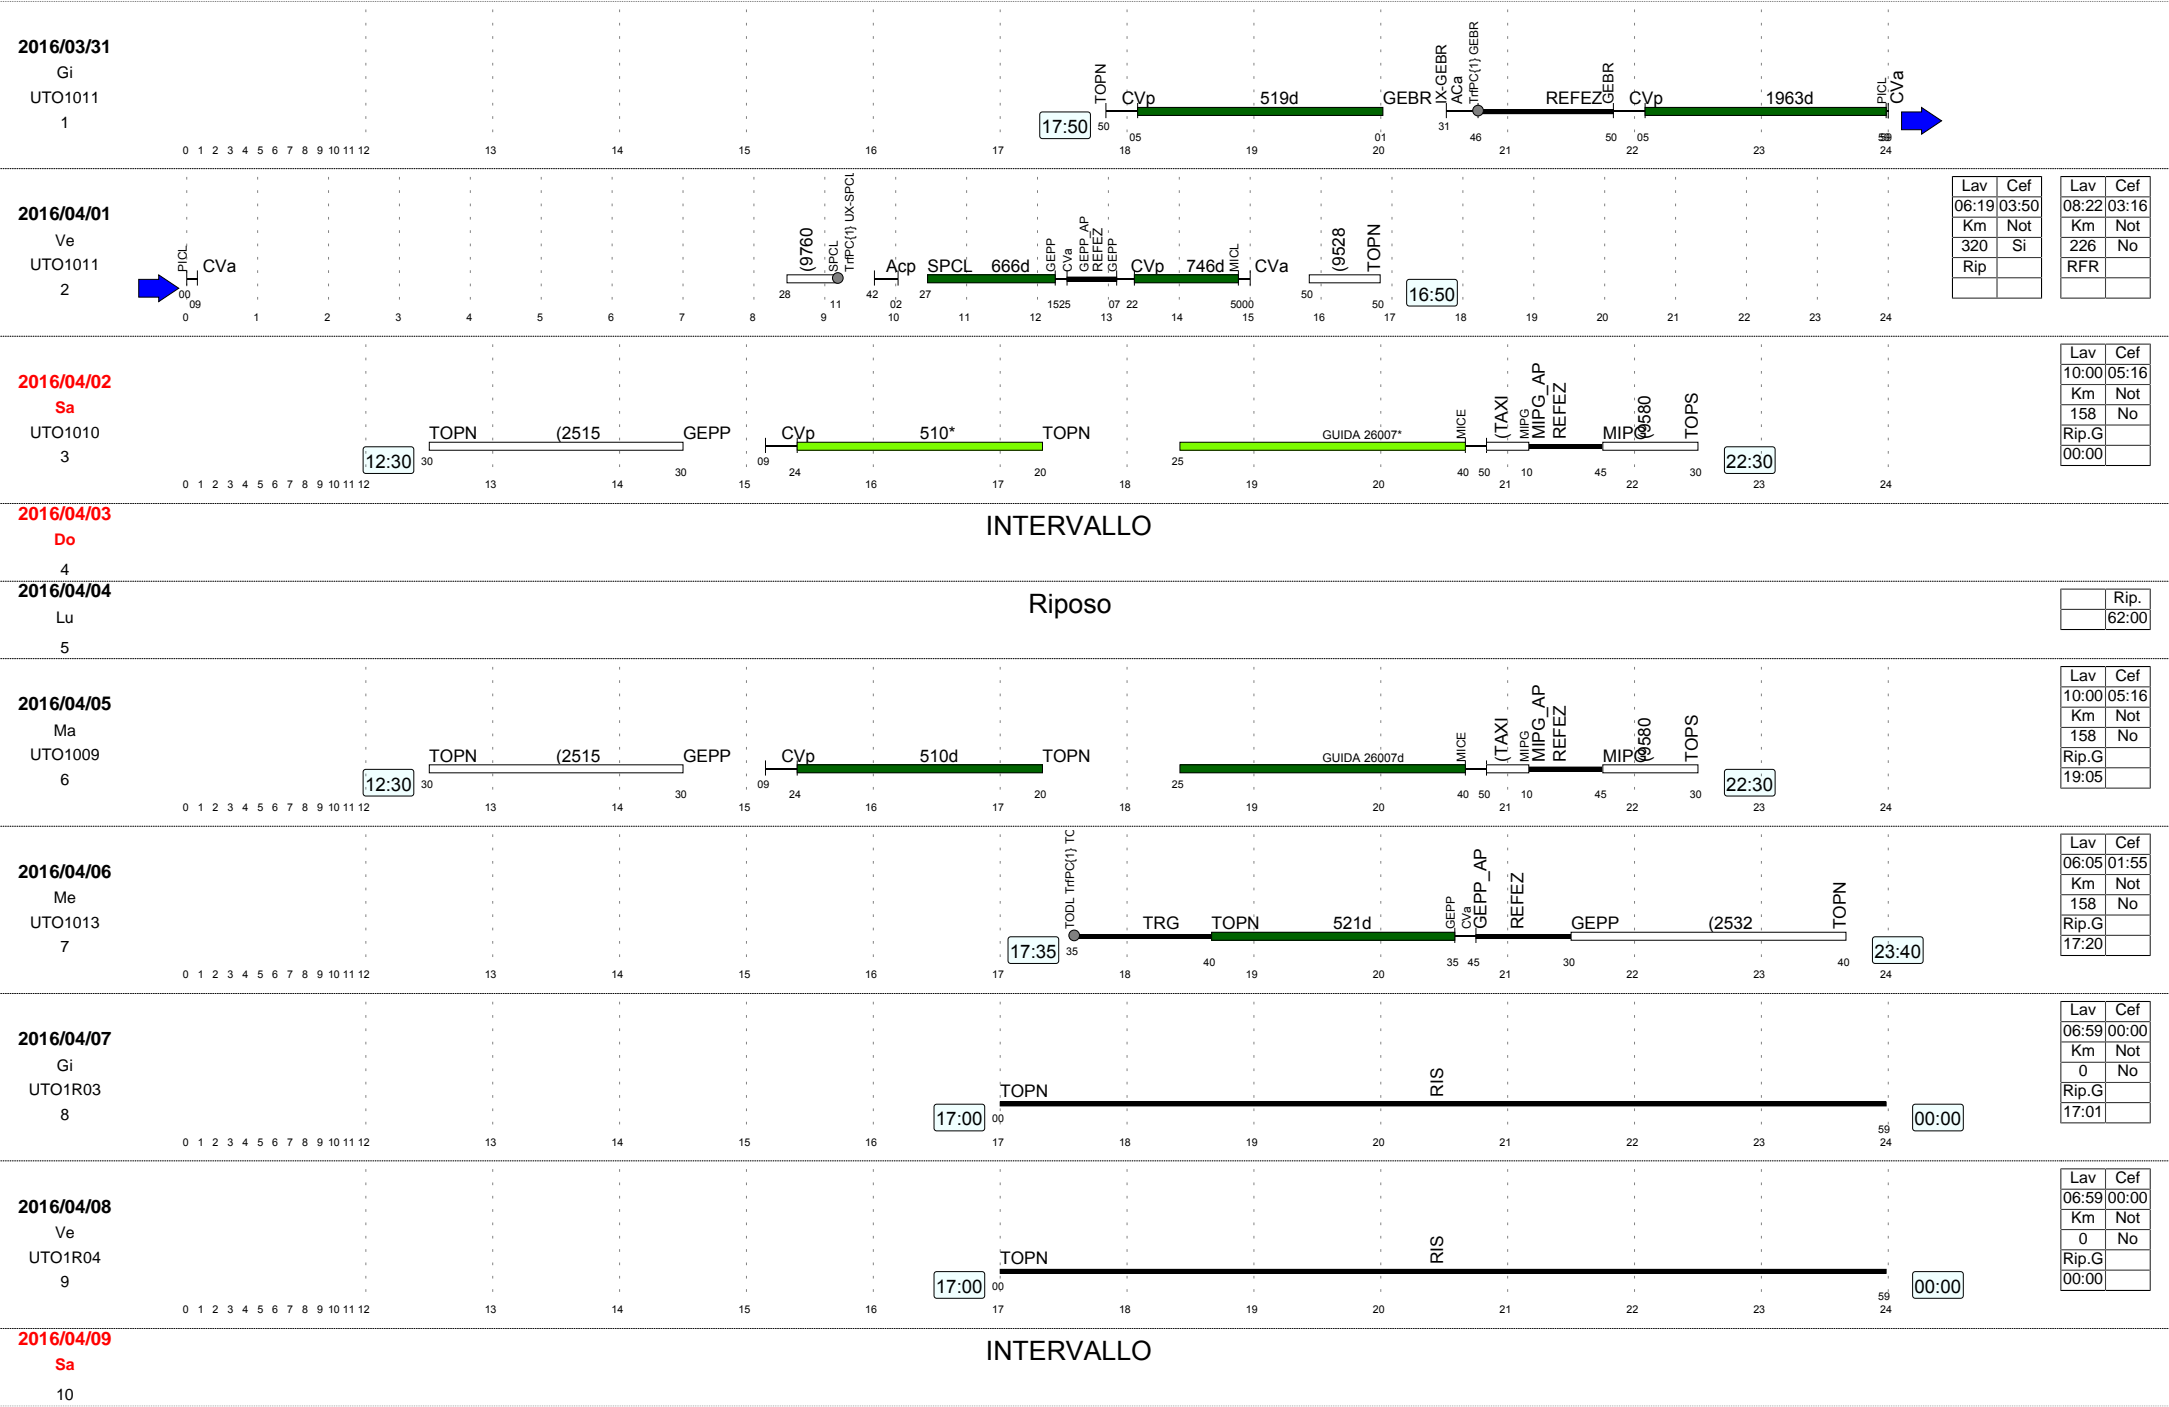 2016/03/31
Gi
UTO1011
1
17:50
TOPN CVp 519d GEBR IX-GEBR ACa TrfPC{1} GEBR REFEZ GEBR CVp 1963d PICL CVa
50 05 01 31 46 50 05 59
0 1 2 3 4 5 6 7 8 9 10 11 12 13 14 15 16 17 18 19 20 21 22 23 24
2016/04/01
Ve
UTO1011
2
PICL CVa (9760 SPCL TrfPC{1} UX-SPCL Acp SPCL 666d GEPP CVa GEPP_AP REFEZ GEPP CVp 746d MICL CVa (9528 TOPN
00 09 28 11 42 02 27 1525 07 22 5000 50 50
16:50
0 1 2 3 4 5 6 7 8 9 10 11 12 13 14 15 16 17 18 19 20 21 22 23 24
Lav Cef Lav Cef
06:19 03:50 08:22 03:16
Km Not Km Not
320 Si 226 No
Rip RFR
2016/04/02
Sa
UTO1010
3
12:30
TOPN (2515 GEPP CVp 510* TOPN GUIDA 26007* MICE (TAXI MIPG MIPG_AP REFEZ MIPG (9580 TOPS
30 30 09 24 20 25 40 50 10 45 30
22:30
0 1 2 3 4 5 6 7 8 9 10 11 12 13 14 15 16 17 18 19 20 21 22 23 24
Lav Cef
10:00 05:16
Km Not
158 No
Rip.G
00:00
2016/04/03
Do
4
INTERVALLO
2016/04/04
Lu
5
Riposo
Rip.
62:00
2016/04/05
Ma
UTO1009
6
12:30
TOPN (2515 GEPP CVp 510d TOPN GUIDA 26007d MICE (TAXI MIPG MIPG_AP REFEZ MIPG (9580 TOPS
30 30 09 24 20 25 40 50 10 45 30
22:30
0 1 2 3 4 5 6 7 8 9 10 11 12 13 14 15 16 17 18 19 20 21 22 23 24
Lav Cef
10:00 05:16
Km Not
158 No
Rip.G
19:05
2016/04/06
Me
UTO1013
7
17:35
TODL TrfPC{1} TO TRG TOPN 521d GEPP CVa GEPP_AP REFEZ GEPP (2532 TOPN
35 40 35 45 30 40
23:40
0 1 2 3 4 5 6 7 8 9 10 11 12 13 14 15 16 17 18 19 20 21 22 23 24
Lav Cef
06:05 01:55
Km Not
158 No
Rip.G
17:20
2016/04/07
Gi
UTO1R03
8
17:00
TOPN RIS
00 59
00:00
0 1 2 3 4 5 6 7 8 9 10 11 12 13 14 15 16 17 18 19 20 21 22 23 24
Lav Cef
06:59 00:00
Km Not
0 No
Rip.G
17:01
2016/04/08
Ve
UTO1R04
9
17:00
TOPN RIS
00 59
00:00
0 1 2 3 4 5 6 7 8 9 10 11 12 13 14 15 16 17 18 19 20 21 22 23 24
Lav Cef
06:59 00:00
Km Not
0 No
Rip.G
00:00
2016/04/09
Sa
10
INTERVALLO